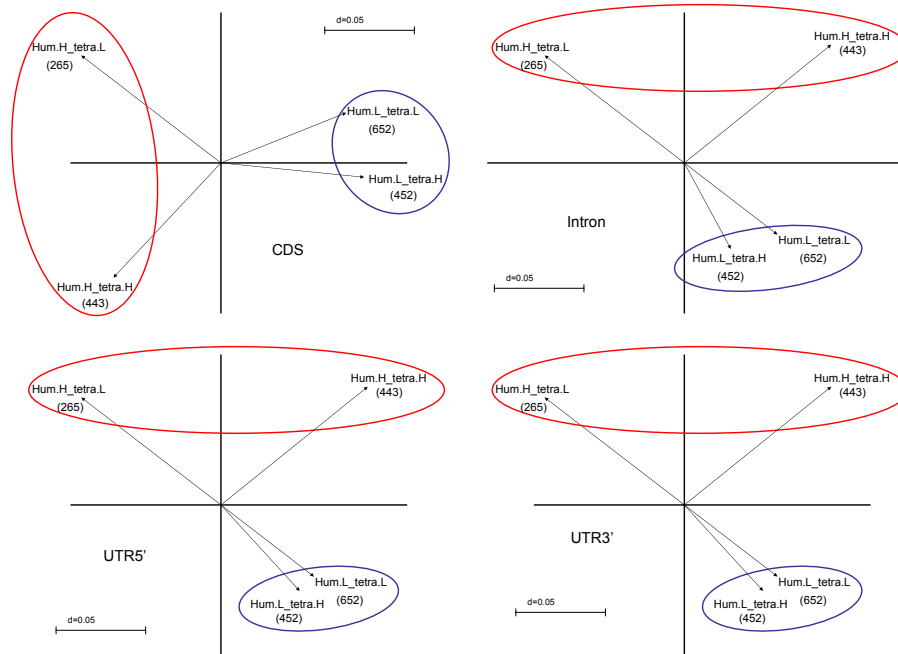 d=0.05
Hum.H_tetra.L
(265)
Hum.L_tetra.L
(652)
Hum.L_tetra.H
(452)
CDS
Hum.H_tetra.H
(443)
Hum.H_tetra.L
(265)
Hum.H_tetra.H
(443)
Intron
Hum.L_tetra.L
(652)
Hum.L_tetra.H
(452)
d=0.05
Hum.H_tetra.L
(265)
Hum.H_tetra.H
(443)
UTR5’
Hum.L_tetra.L
(652)
Hum.L_tetra.H
(452)
d=0.05
Hum.H_tetra.L
(265)
Hum.H_tetra.H
(443)
UTR3’
Hum.L_tetra.L
(652)
Hum.L_tetra.H
(452)
d=0.05